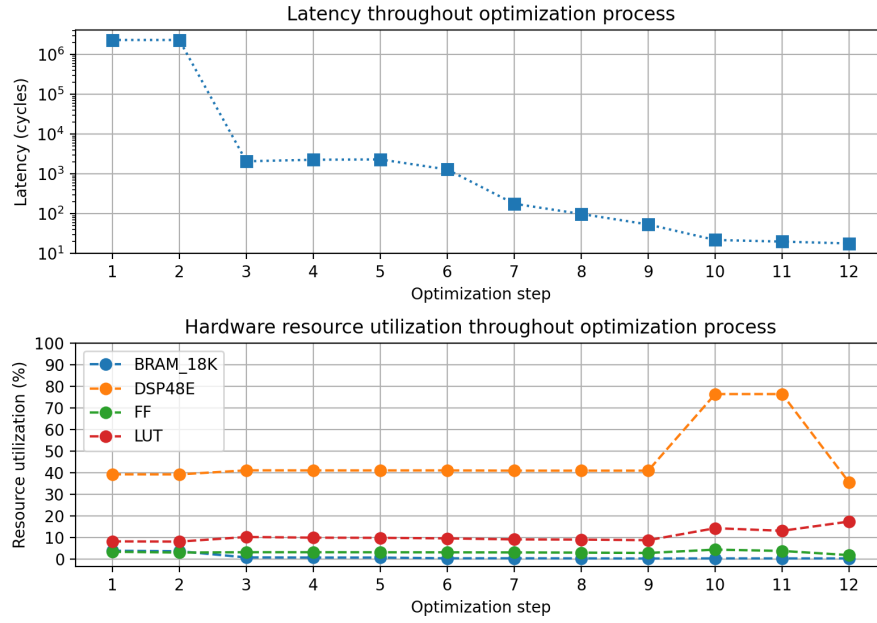 Latency throughout optimization process
Latency (cycles)
10⁶
10⁵
10⁴
10³
10²
10¹
1 2 3 4 5 6 7 8 9 10 11 12
Optimization step
Hardware resource utilization throughout optimization process
Resource utilization (%)
100
90
80
70
60
50
40
30
20
10
0
BRAM_18K
DSP48E
FF
LUT
1 2 3 4 5 6 7 8 9 10 11 12
Optimization step